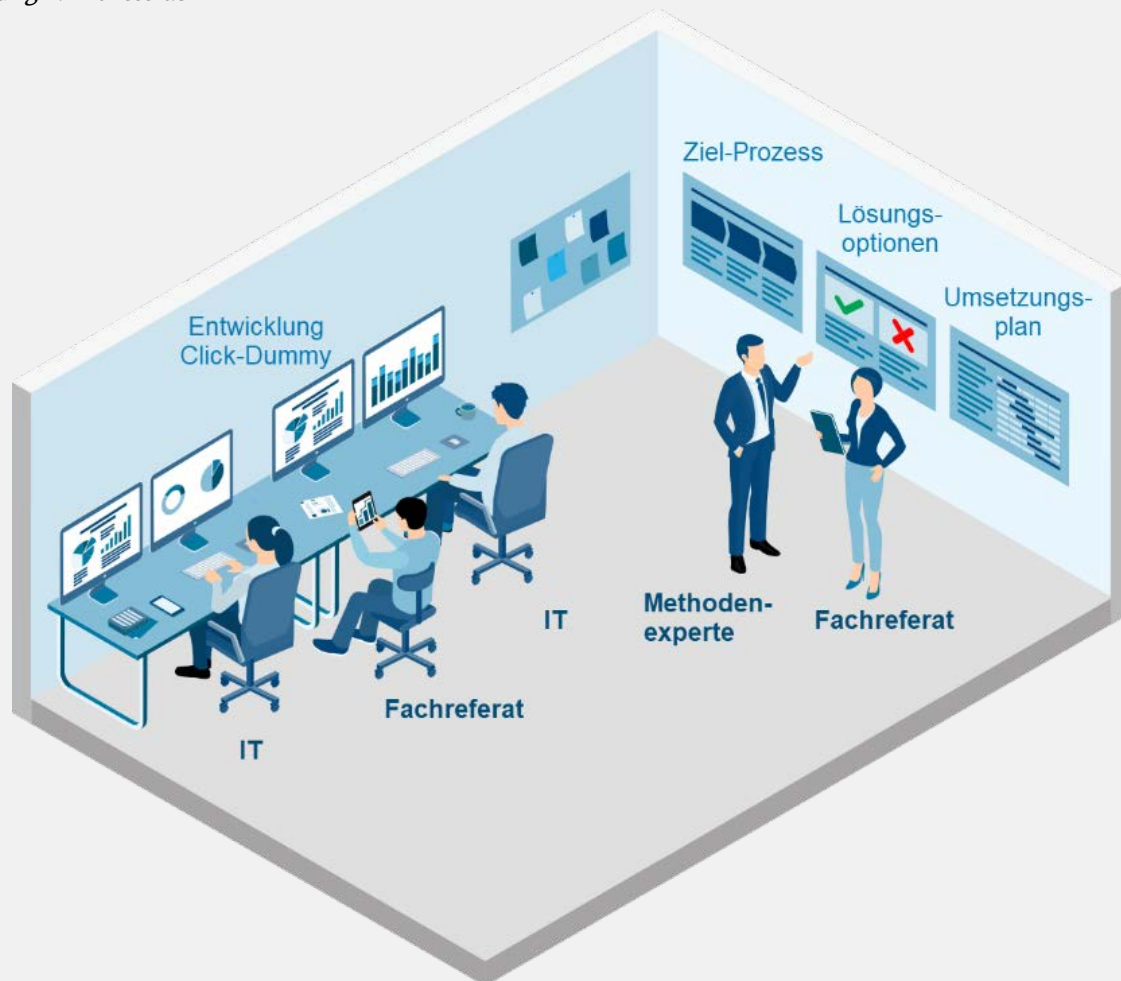 Ziel-Prozess
Lösungs-
optionen
Umsetzungs-
plan
Entwicklung
Click-Dummy
IT
Methoden-
experte
Fachreferat
Fachreferat
IT